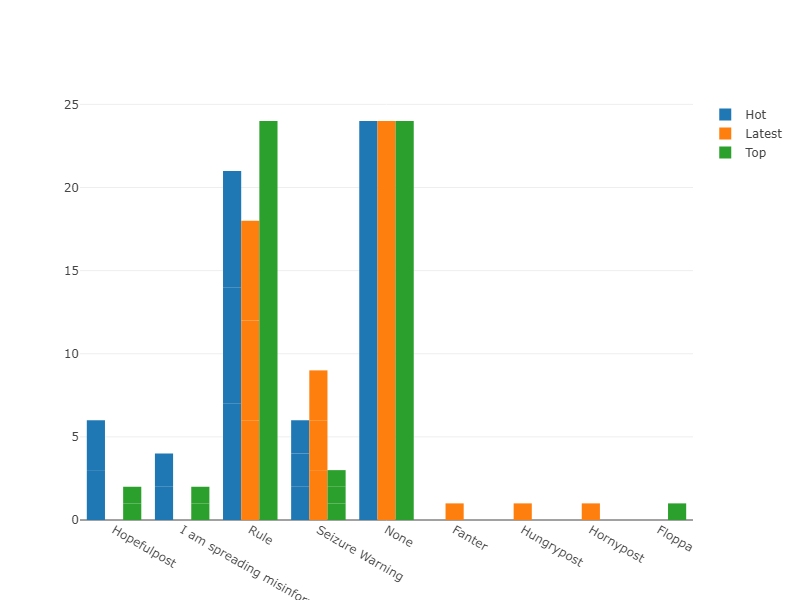 25
20
15
10
5
0
Hot
Latest
Top
Hopefulpost
I am spreading
Rule
Seizure Warning
None
Fanter
Hungrypost
Hornypost
Floppa